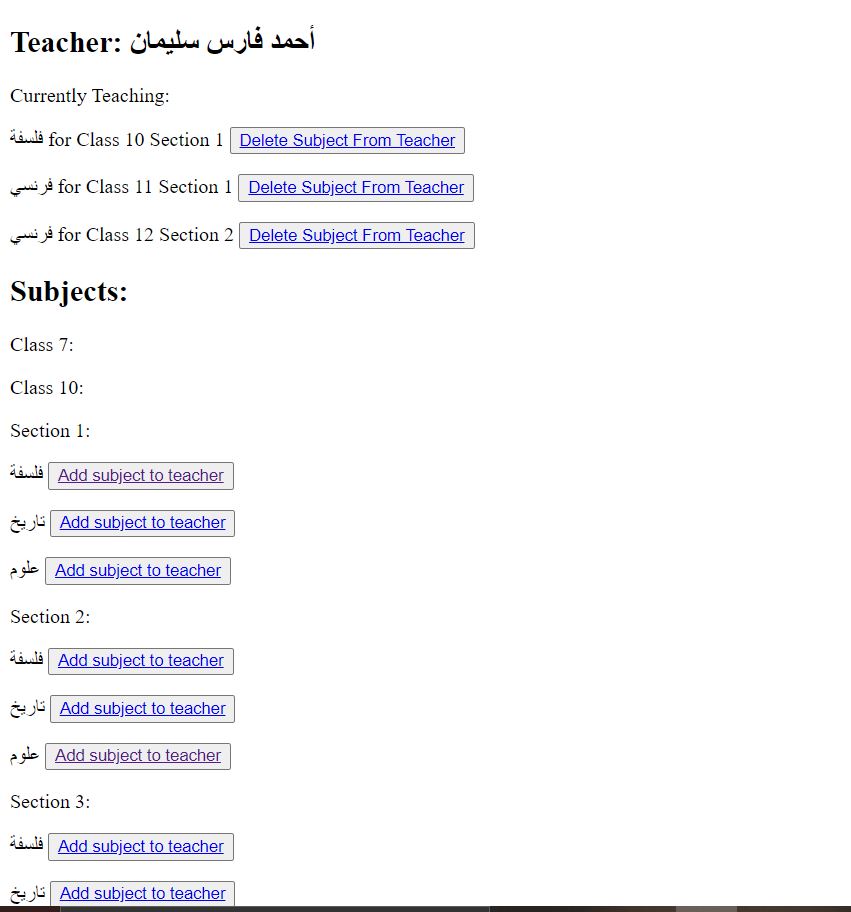 Teacher: أحمد فارس سليمان
Currently Teaching:
فلسفة for Class 10 Section 1 Delete Subject From Teacher
فرنسي for Class 11 Section 1 Delete Subject From Teacher
فرنسي for Class 12 Section 2 Delete Subject From Teacher
Subjects:
Class 7:
Class 10:
Section 1:
فلسفة Add subject to teacher
تاريخ Add subject to teacher
علوم Add subject to teacher
Section 2:
فلسفة Add subject to teacher
تاريخ Add subject to teacher
علوم Add subject to teacher
Section 3:
فلسفة Add subject to teacher
تاريخ Add subject to teacher